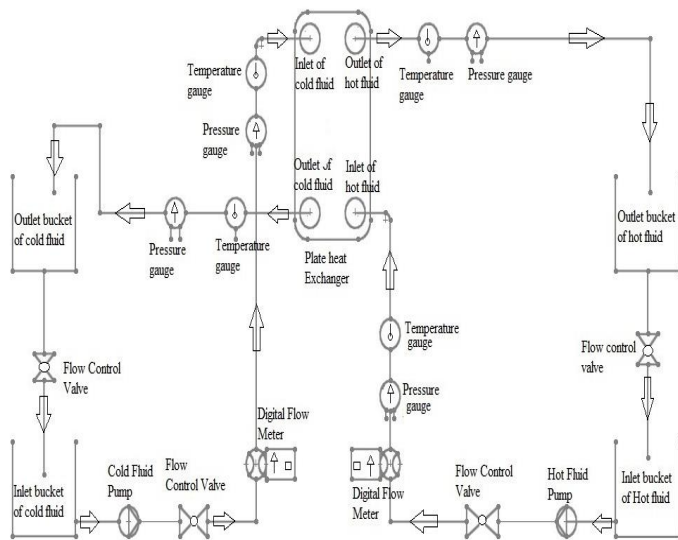 Temperature
gauge
Inlet of
cold fluid
Outlet of
hot fluid
Temperature
gauge
Pressure gauge
Pressure
gauge
Outlet of
cold fluid
Inlet of
hot fluid
Outlet bucket
of cold fluid
Outlet bucket
of hot fluid
Pressure
gauge
Temperature
gauge
Plate heat
Exchanger
Temperature
gauge
Flow Control
Valve
Flow control
valve
Pressure
gauge
Digital Flow
Meter
Inlet bucket
of cold fluid
Cold Fluid
Pump
Flow
Control Valve
Digital Flow
Meter
Flow Control
Valve
Hot Fluid
Pump
Inlet bucket
of Hot fluid